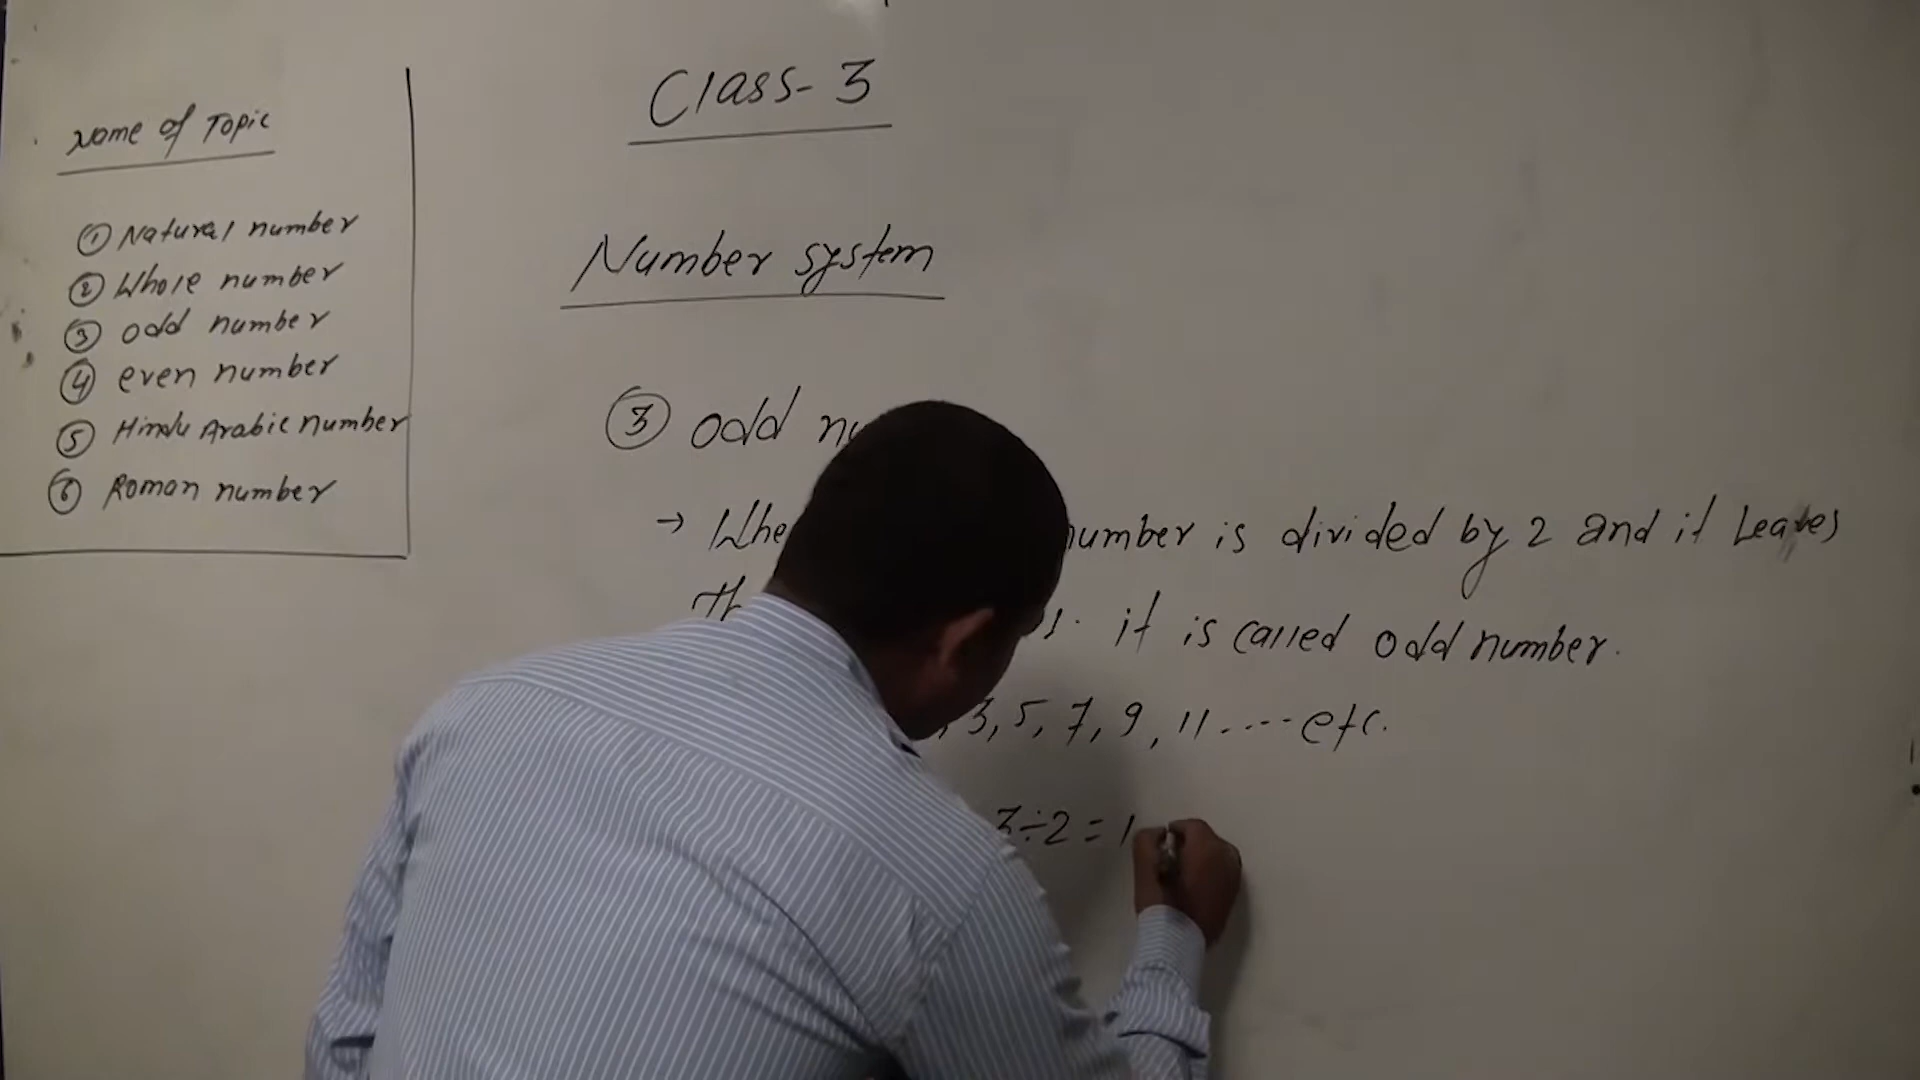 Name of Topic
① Natural number
② Whole number
③ odd number
④ even number
⑤ Hindu Arabic number
⑥ Roman number
Class- 3
Number system
③ odd
→ number is divided by 2 and it Leaves
it is called odd number.
3, 5, 7, 9, 11 .... etc.
3÷2 = 1